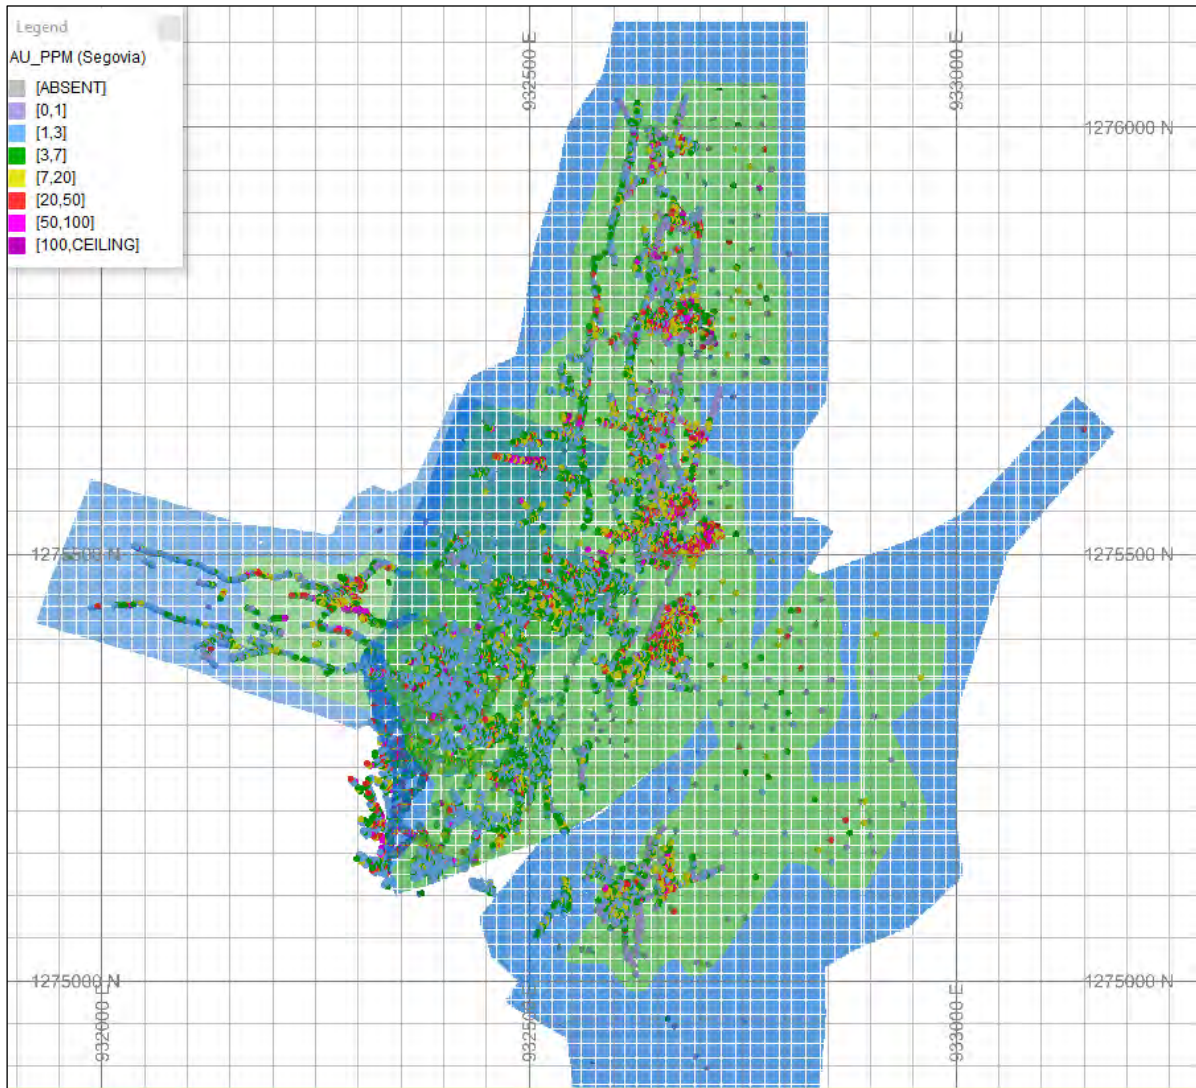 Legend
AU_PPM (Segovia)
[ABSENT]
[0,1]
[1,3]
[3,7]
[7,20]
[20,50]
[50,100]
[100,CEILING]
932500 E
933000 E
1276000 N
1275500 N
1275500 N
1275000 N
1275000 N
932000 E
932500 E
933000 E